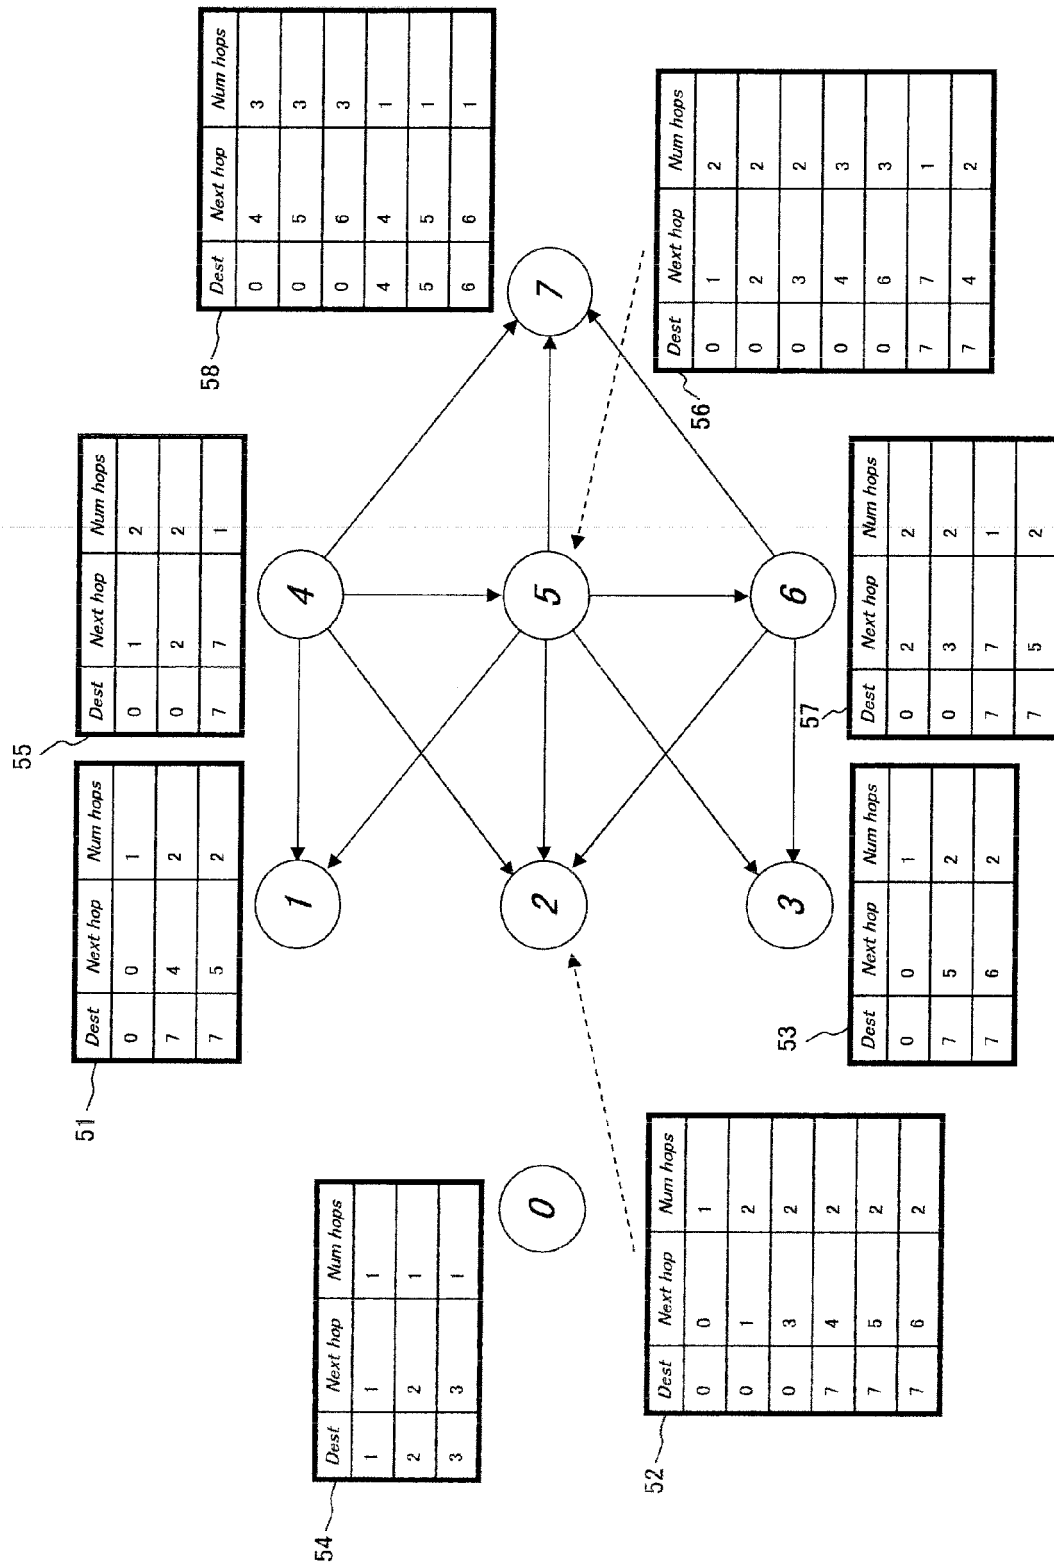 54
Dest Next hop Num hops
1 1 1
2 2 1
3 3 1
51
Dest Next hop Num hops
0 0 1
7 4 2
7 5 2
55
Dest Next hop Num hops
0 1 2
0 2 2
7 7 1
58
Dest Next hop Num hops
0 4 3
0 5 3
0 6 3
4 4 1
5 5 1
6 6 1
1
4
0
2
5
7
3
6
52
Dest Next hop Num hops
0 0 1
0 1 2
0 3 2
7 4 2
7 5 2
7 6 2
53
Dest Next hop Num hops
0 0 1
7 5 2
7 6 2
57
Dest Next hop Num hops
0 2 2
0 3 2
7 7 1
7 5 2
56
Dest Next hop Num hops
0 1 2
0 2 2
0 3 2
0 4 3
0 6 3
7 7 1
7 4 2